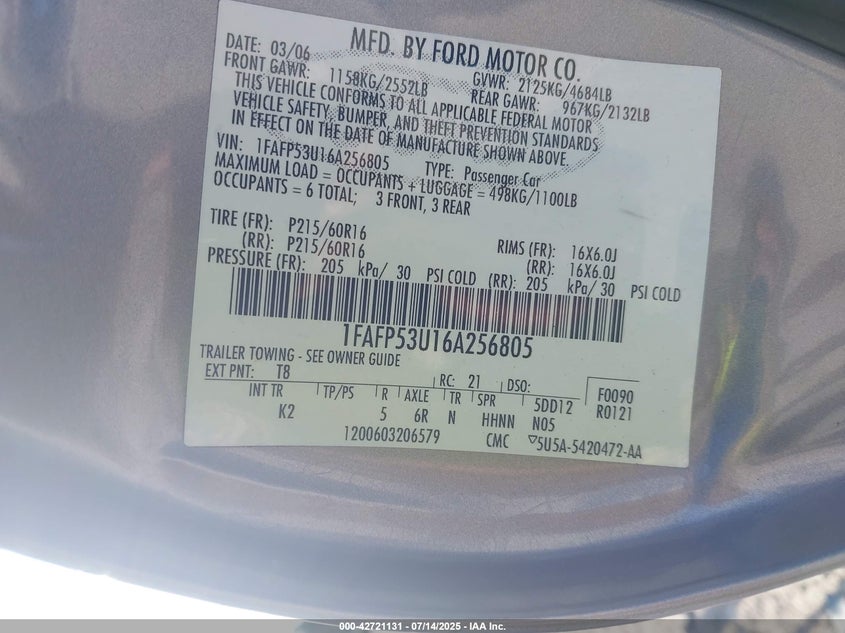 MFD. BY FORD MOTOR CO.
DATE: 03/06 GVWR: 2125KG/4684LB
FRONT GAWR: 1158KG/2552LB REAR GAWR: 967KG/2132LB
THIS VEHICLE CONFORMS TO ALL APPLICABLE FEDERAL MOTOR
VEHICLE SAFETY, BUMPER, AND THEFT PREVENTION STANDARDS
IN EFFECT ON THE DATE OF MANUFACTURE SHOWN ABOVE.
VIN: 1FAFP53U16A256805 TYPE: Passenger Car
MAXIMUM LOAD = OCCUPANTS + LUGGAGE = 498KG/1100LB
OCCUPANTS = 6 TOTAL; 3 FRONT, 3 REAR
TIRE (FR): P215/60R16 RIMS (FR): 16X6.0J
(RR): P215/60R16 (RR): 16X6.0J
PRESSURE (FR): 205 kPa/ 30 PSI COLD (RR): 205 kPa/ 30 PSI COLD
1FAFP53U16A256805
TRAILER TOWING - SEE OWNER GUIDE
EXT PNT: T8 RC: 21 DSO: F0090
INT TR TP/PS R AXLE TR SPR 5DD12 R0121
K2 5 6R N HHNN N05
1200603206579 CMC ▽5U5A-5420472-AA
000-42721131 - 07/14/2025 - IAA Inc.